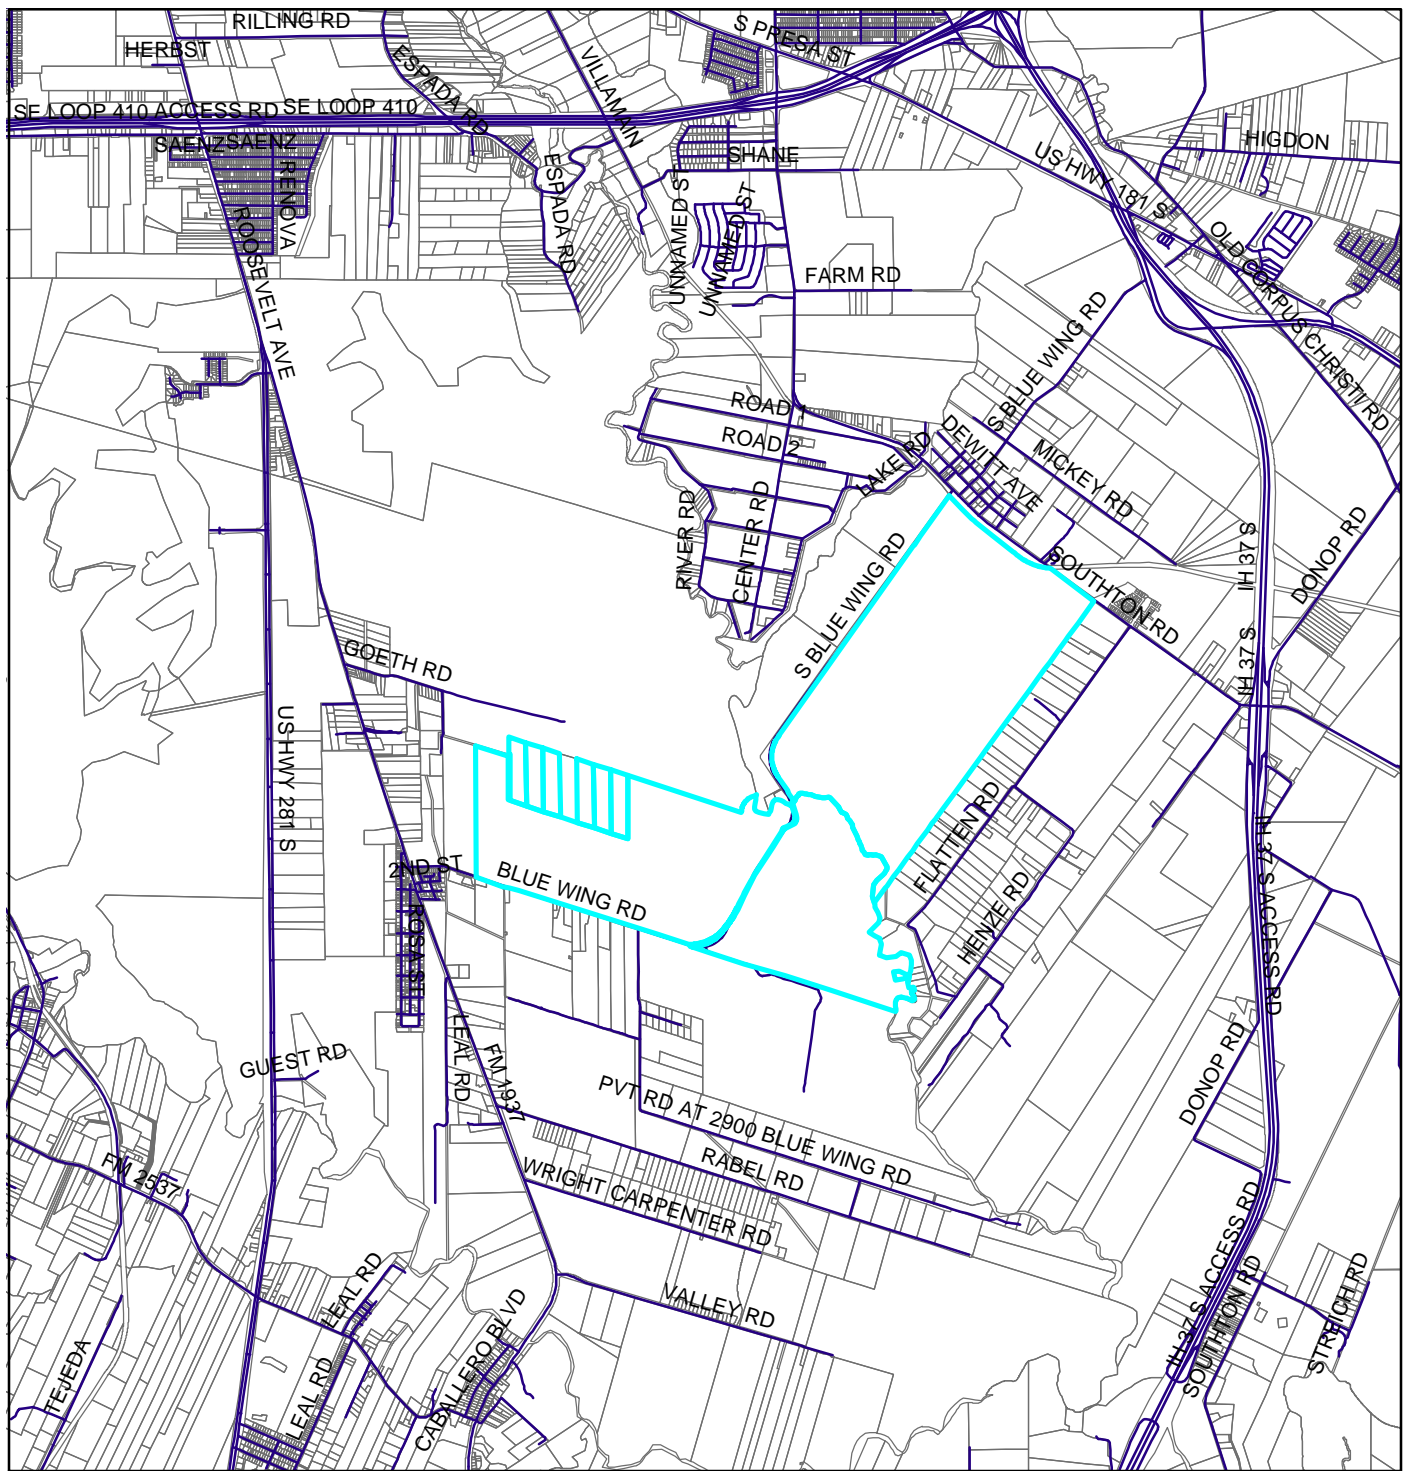 RILLING RD
HERBST
ESPADA RD
VILLAMAIN
S PRESA ST
SE LOOP 410 ACCESS RD
SE LOOP 410
SAENZ
SAENZ
RENOVA
ESPADA RD
SHANE
UNNAMED ST
UNNAMED ST
US HWY 181 S
HIGDON
ROOSEVELT AVE
FARM RD
OLD CORPUS CHRISTI RD
S BLUE WING RD
ROAD 1
ROAD 2
LAKE RD
DEWITT AVE
MICKEY RD
RIVER RD
CENTER RD
S BLUE WING RD
SOUTHTON RD
IH 37 S
DONOP RD
IH 37 S
GOETH RD
US HWY 281 S
2ND ST
BLUE WING RD
ROSA ST
FLATTEN RD
HENZE RD
IH 37 S ACCESS RD
GUEST RD
LEAL RD
FM 1937
DONOP RD
PVT RD AT 2900 BLUE WING RD
RABEL RD
WRIGHT CARPENTER RD
FM 2537
LEAL RD
VALLEY RD
IH 37 S ACCESS RD
SOUTHTON RD
STREICH RD
TEJEDA
LEAL RD
CABALLERO BLVD